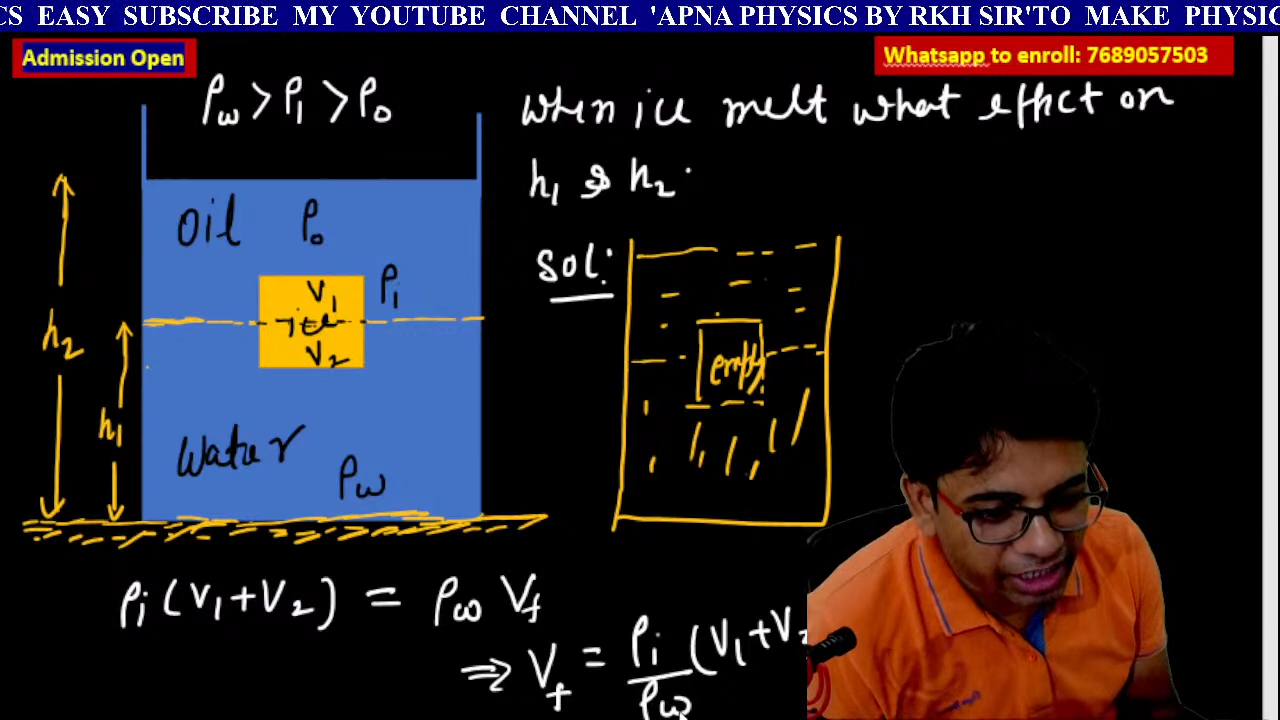 CS EASY SUBSCRIBE MY YOUTUBE CHANNEL 'APNA PHYSICS BY RKH SIR'TO MAKE PHYSIC
Admission Open
Whatsapp to enroll: 7689057503
ρw > ρi > ρo
when ice melt what effect on
h1 & h2.
Oil ρo
sol:
V1
ρi
ice
V2
h2
h1
empty
Water
ρw
ρi (V1 + V2) = ρw Vf
⇒ Vf = ρi/ρw (V1 + V2